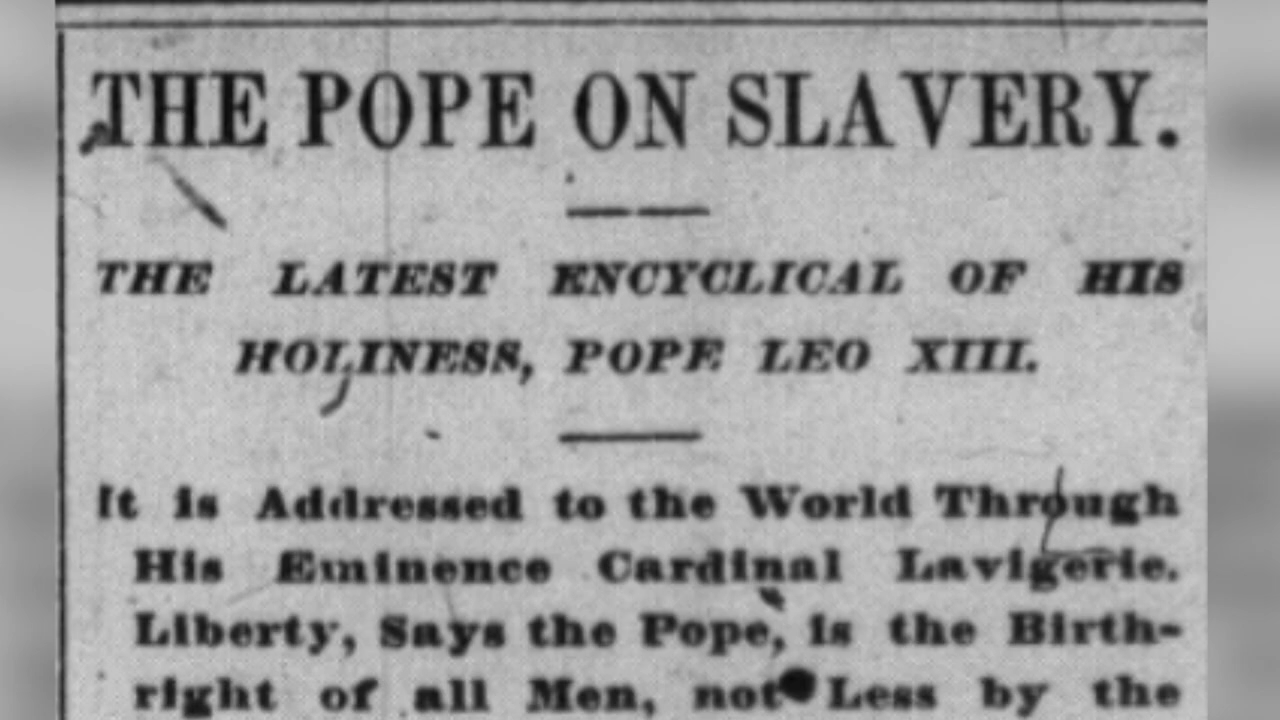 THE POPE ON SLAVERY.
THE LATEST ENCYCLICAL OF HIS
HOLINESS, POPE LEO XIII.
It is Addressed to the World Through
His Eminence Cardinal Lavigerie.
Liberty, Says the Pope, is the Birth-
right of all Men, not Less by the